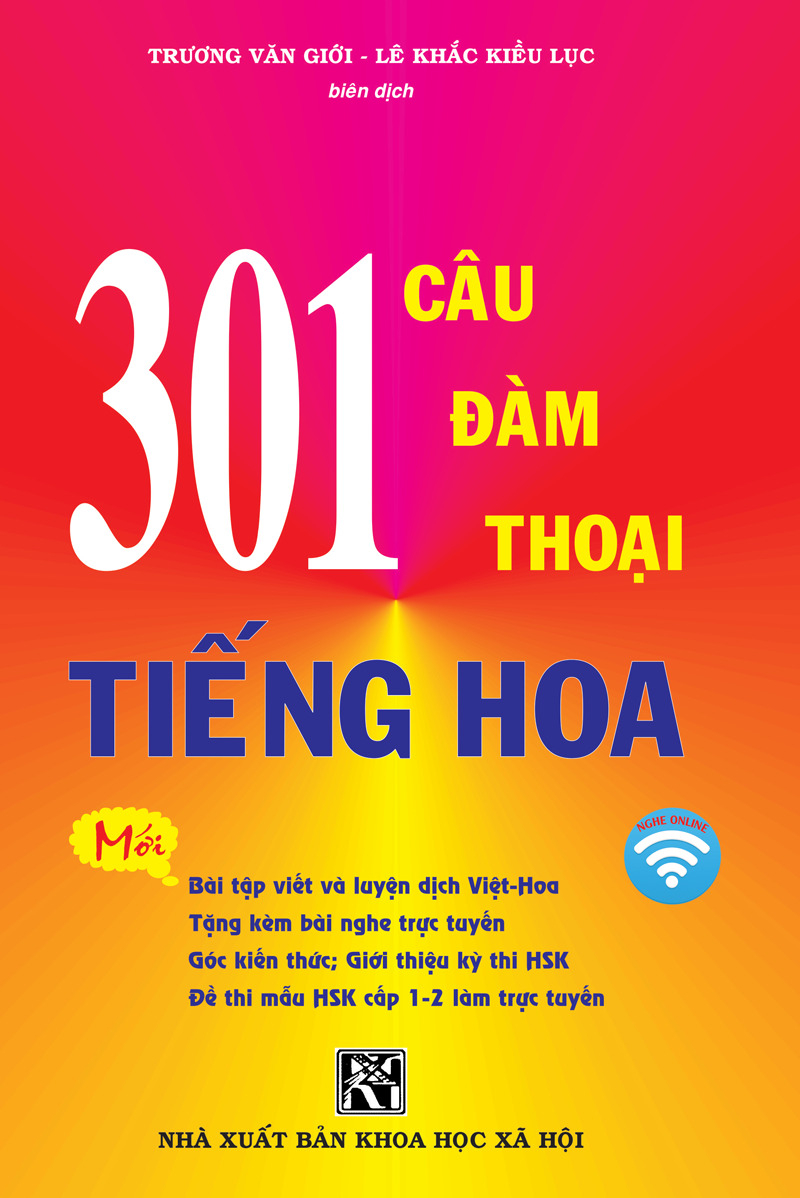 TRƯƠNG VĂN GIỚI - LÊ KHẮC KIỀU LỤC
biên dịch
301 CÂU
ĐÀM
THOẠI
TIẾNG HOA
Mới
NGHE ONLINE
Bài tập viết và luyện dịch Việt-Hoa
Tặng kèm bài nghe trực tuyến
Góc kiến thức; Giới thiệu kỳ thi HSK
Đề thi mẫu HSK cấp 1-2 làm trực tuyến
NHÀ XUẤT BẢN KHOA HỌC XÃ HỘI